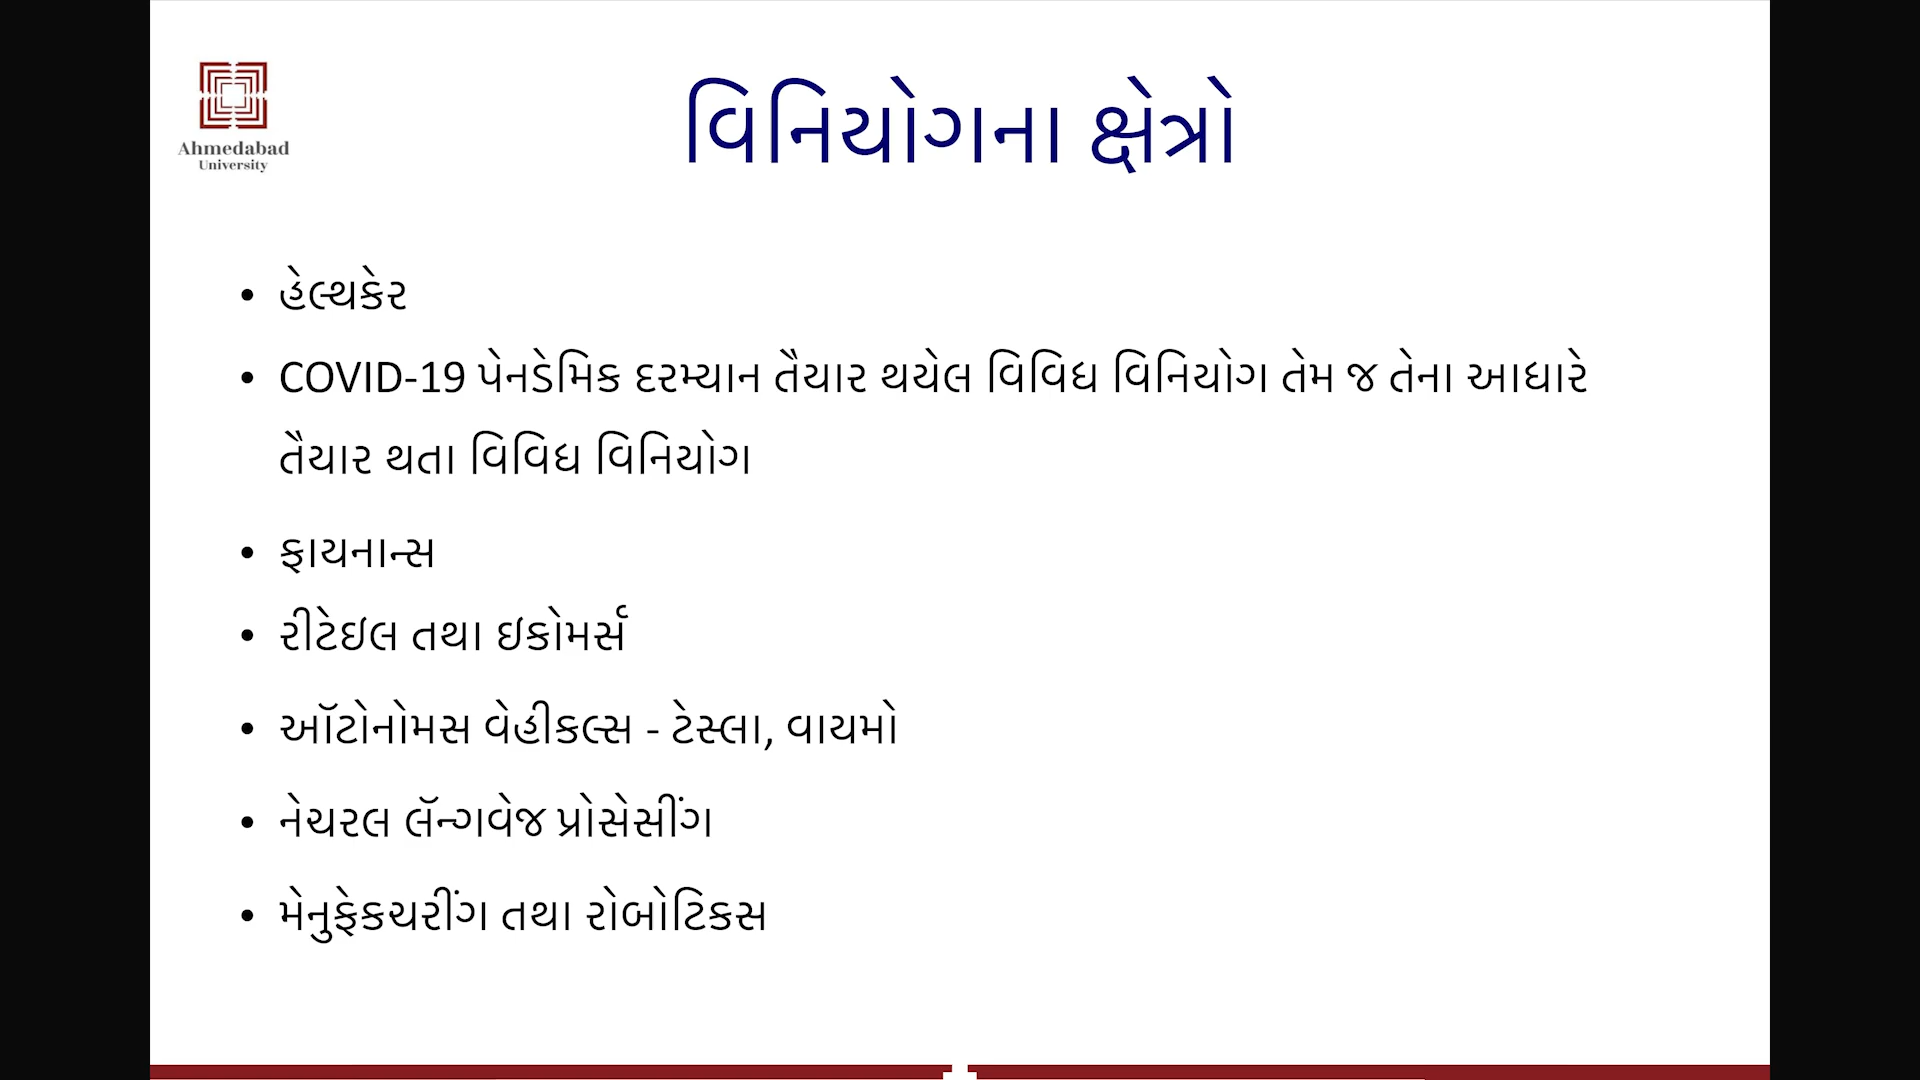 Ahmedabad
University
વિનિયોગના ક્ષેત્રો
• હેલ્થકેર
• COVID-19 પેનડેમિક દરમ્યાન તૈયાર થયેલ વિવિધ વિનિયોગ તેમ જ તેના આધારે
તૈયાર થતા વિવિધ વિનિયોગ
• ફાયનાન્સ
• રીટેઇલ તથા ઇકોમર્સ
• ઑટોનોમસ વેહીકલ્સ - ટેસ્લા, વાયમો
• નેચરલ લૅન્ગવેજ પ્રોસેસીંગ
• મેનુફેકચરીંગ તથા રોબોટિકસ